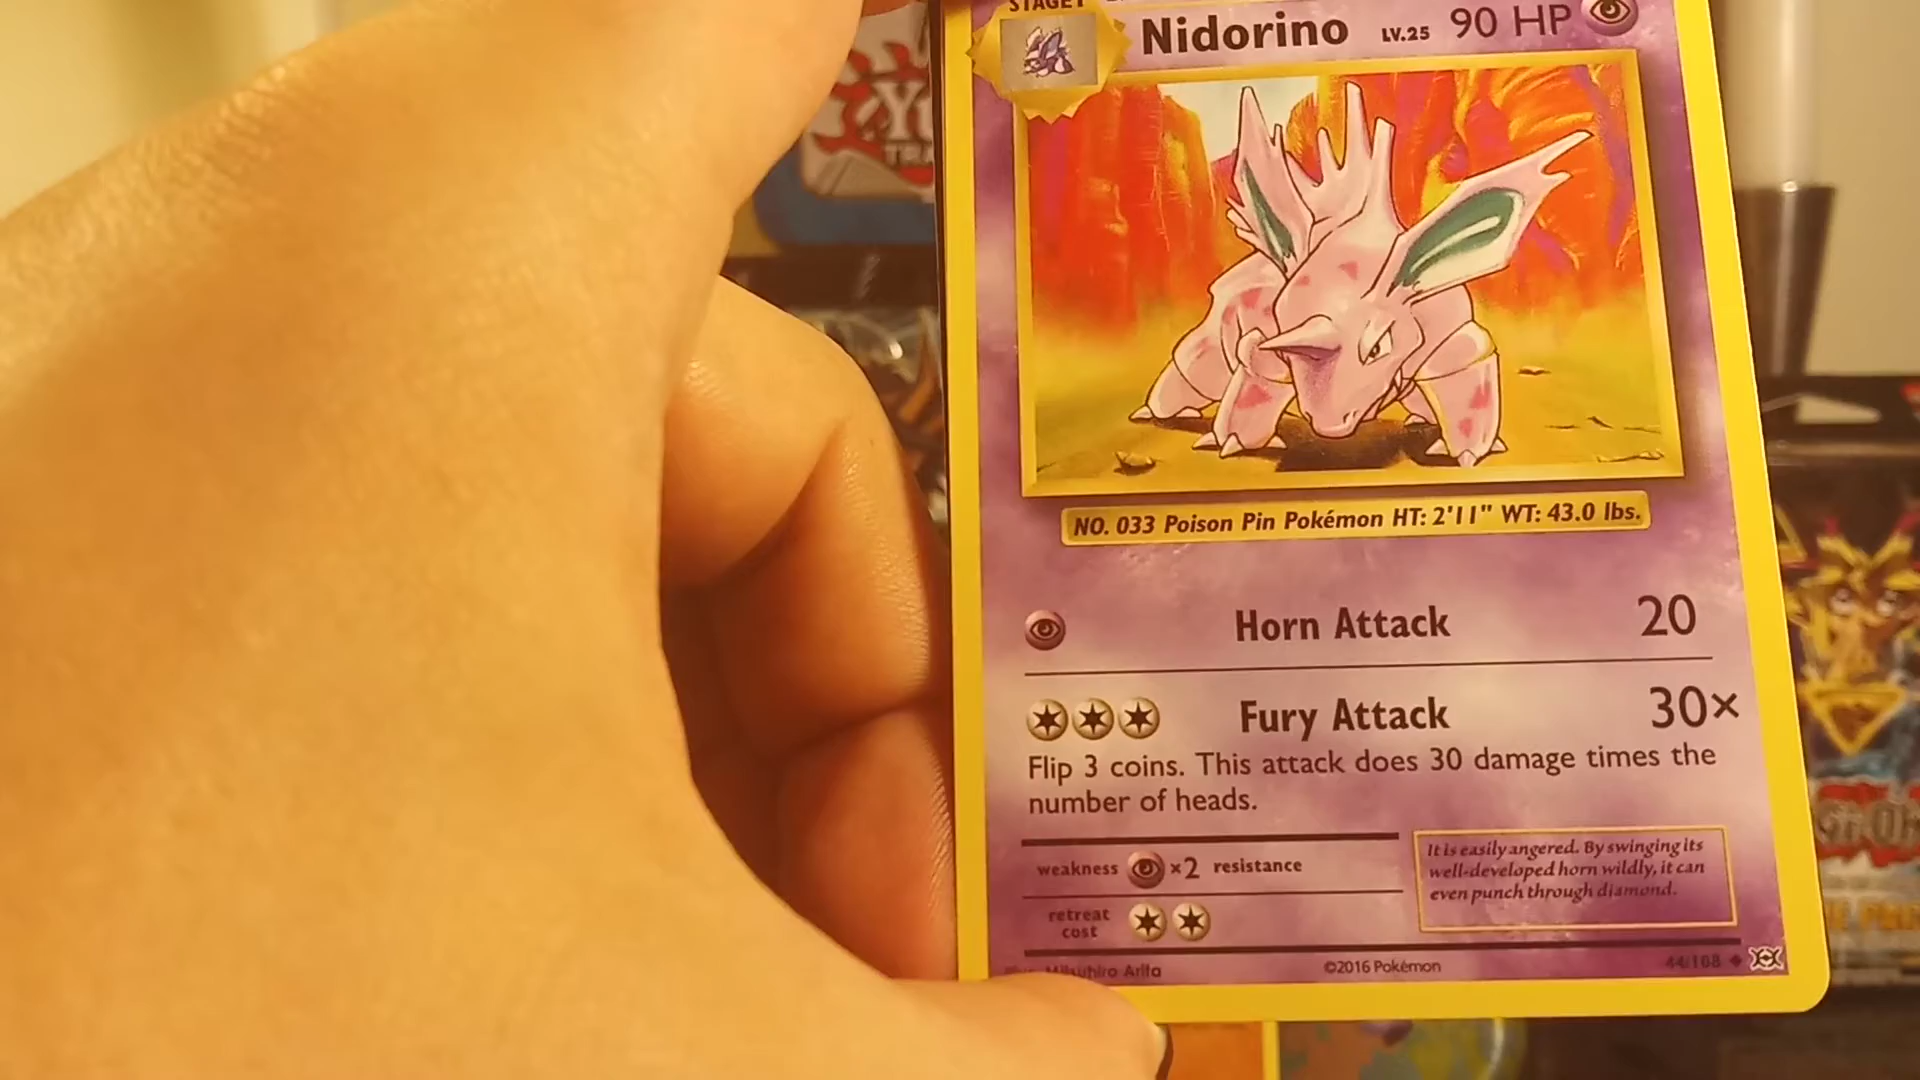 STAGE1
Nidorino LV.25 90 HP
NO. 033 Poison Pin Pokémon HT: 2'11" WT: 43.0 lbs.
Horn Attack 20
Fury Attack 30×
Flip 3 coins. This attack does 30 damage times the
number of heads.
weakness ×2 resistance
retreat
cost
It is easily angered. By swinging its
well-developed horn wildly, it can
even punch through diamond.
Mitsuhiro Arita
©2016 Pokémon
44/108